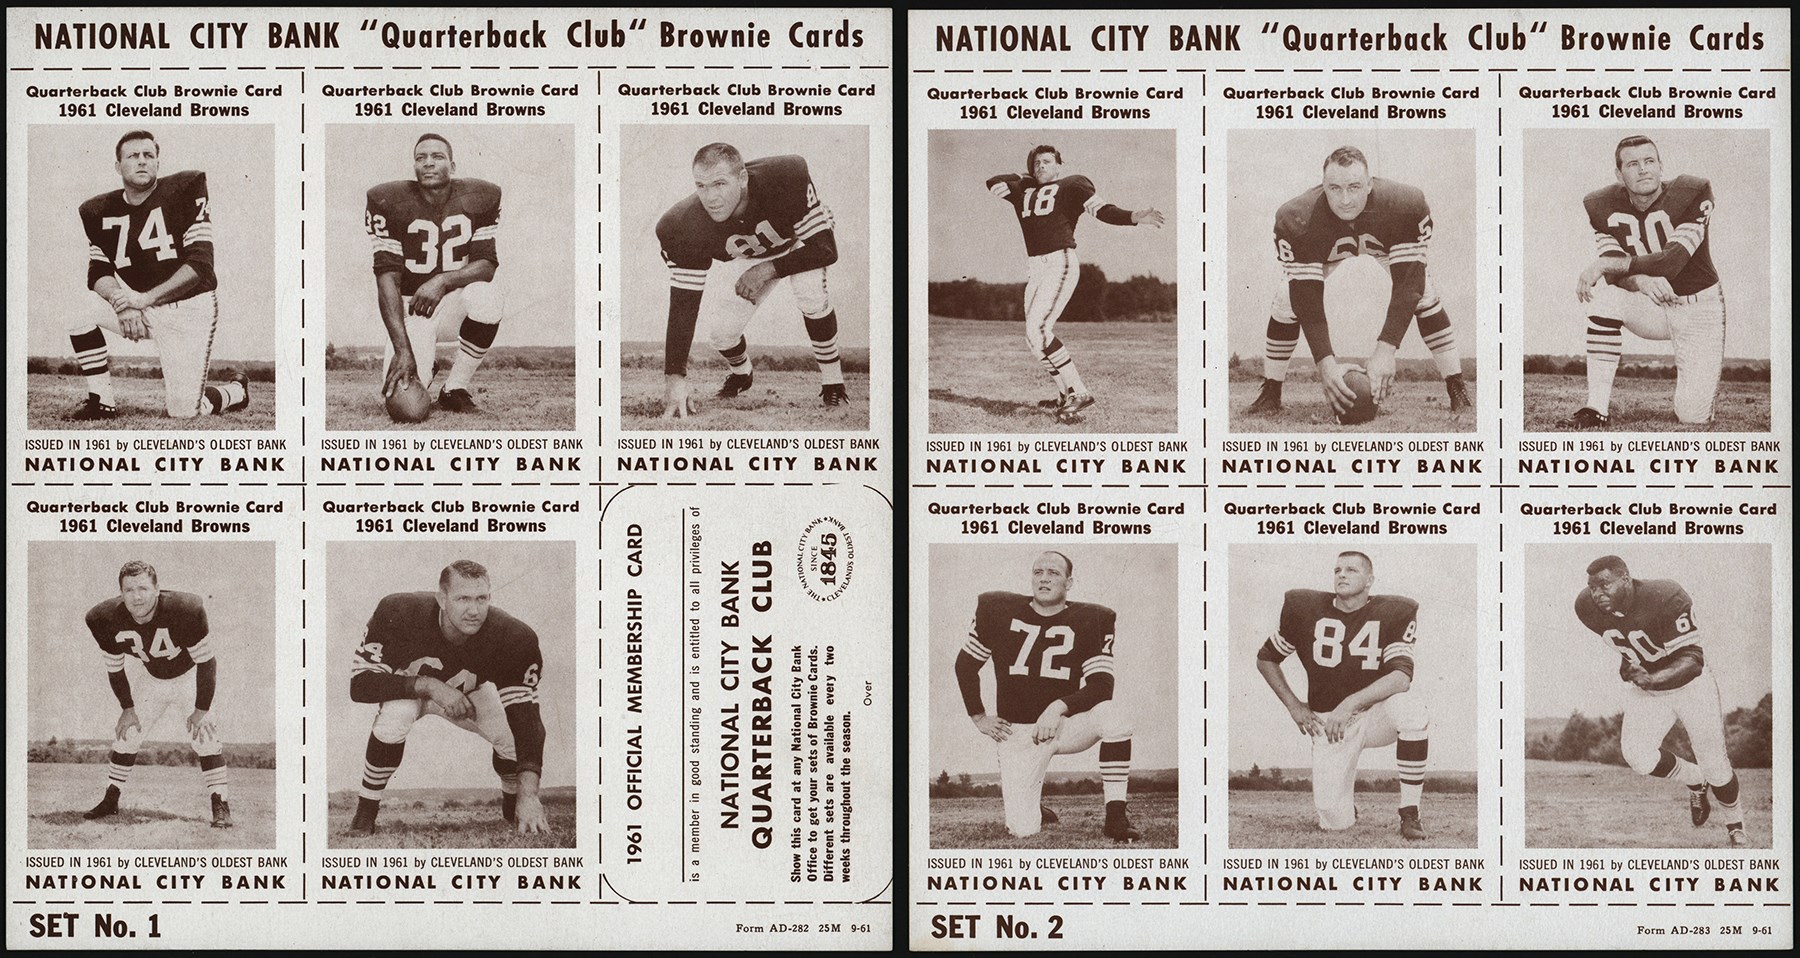 NATIONAL CITY BANK "Quarterback Club" Brownie Cards
Quarterback Club Brownie Card
1961 Cleveland Browns
74
74
ISSUED IN 1961 by CLEVELAND'S OLDEST BANK
NATIONAL CITY BANK
Quarterback Club Brownie Card
1961 Cleveland Browns
32
32
ISSUED IN 1961 by CLEVELAND'S OLDEST BANK
NATIONAL CITY BANK
Quarterback Club Brownie Card
1961 Cleveland Browns
81
8
ISSUED IN 1961 by CLEVELAND'S OLDEST BANK
NATIONAL CITY BANK
Quarterback Club Brownie Card
1961 Cleveland Browns
34
ISSUED IN 1961 by CLEVELAND'S OLDEST BANK
NATIONAL CITY BANK
Quarterback Club Brownie Card
1961 Cleveland Browns
64
64
64
ISSUED IN 1961 by CLEVELAND'S OLDEST BANK
NATIONAL CITY BANK
1961 OFFICIAL MEMBERSHIP CARD
is a member in good standing and is entitled to all privileges of
NATIONAL CITY BANK
QUARTERBACK CLUB
THE NATIONAL CITY BANK • CLEVELAND'S OLDEST BANK •
SINCE
1845
Show this card at any National City Bank
Office to get your sets of Brownie Cards.
Different sets are available every two
weeks throughout the season.
Over
SET No. 1
Form AD-282 25M 9-61
NATIONAL CITY BANK "Quarterback Club" Brownie Cards
Quarterback Club Brownie Card
1961 Cleveland Browns
18
ISSUED IN 1961 by CLEVELAND'S OLDEST BANK
NATIONAL CITY BANK
Quarterback Club Brownie Card
1961 Cleveland Browns
56
56
56
ISSUED IN 1961 by CLEVELAND'S OLDEST BANK
NATIONAL CITY BANK
Quarterback Club Brownie Card
1961 Cleveland Browns
30
3
ISSUED IN 1961 by CLEVELAND'S OLDEST BANK
NATIONAL CITY BANK
Quarterback Club Brownie Card
1961 Cleveland Browns
72
7
ISSUED IN 1961 by CLEVELAND'S OLDEST BANK
NATIONAL CITY BANK
Quarterback Club Brownie Card
1961 Cleveland Browns
84
8
ISSUED IN 1961 by CLEVELAND'S OLDEST BANK
NATIONAL CITY BANK
Quarterback Club Brownie Card
1961 Cleveland Browns
60
60
ISSUED IN 1961 by CLEVELAND'S OLDEST BANK
NATIONAL CITY BANK
SET No. 2
Form AD-283 25M 9-61